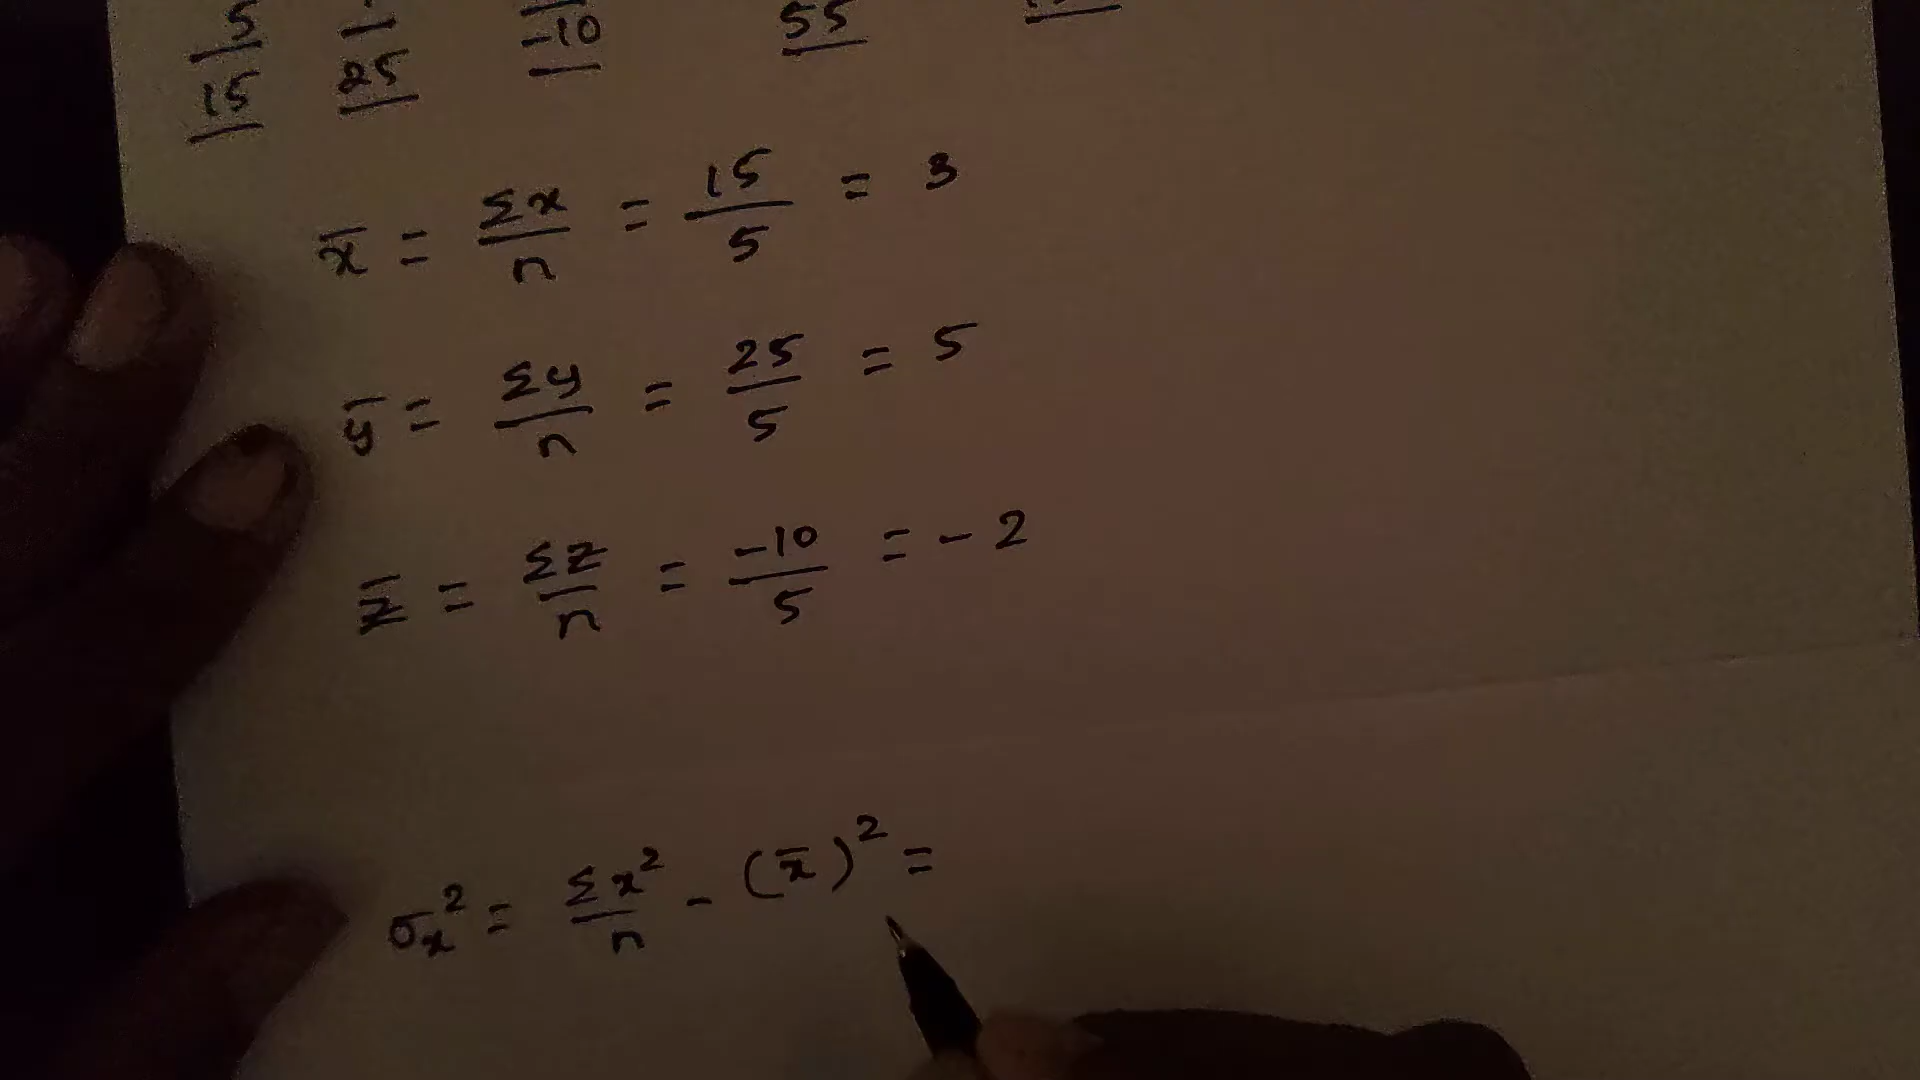 5 -10 55
15 25
x̄ = Σx/n = 15/5 = 3
ȳ = Σy/n = 25/5 = 5
z̄ = Σz/n = -10/5 = -2
σx² = Σx²/n - (x̄)² =